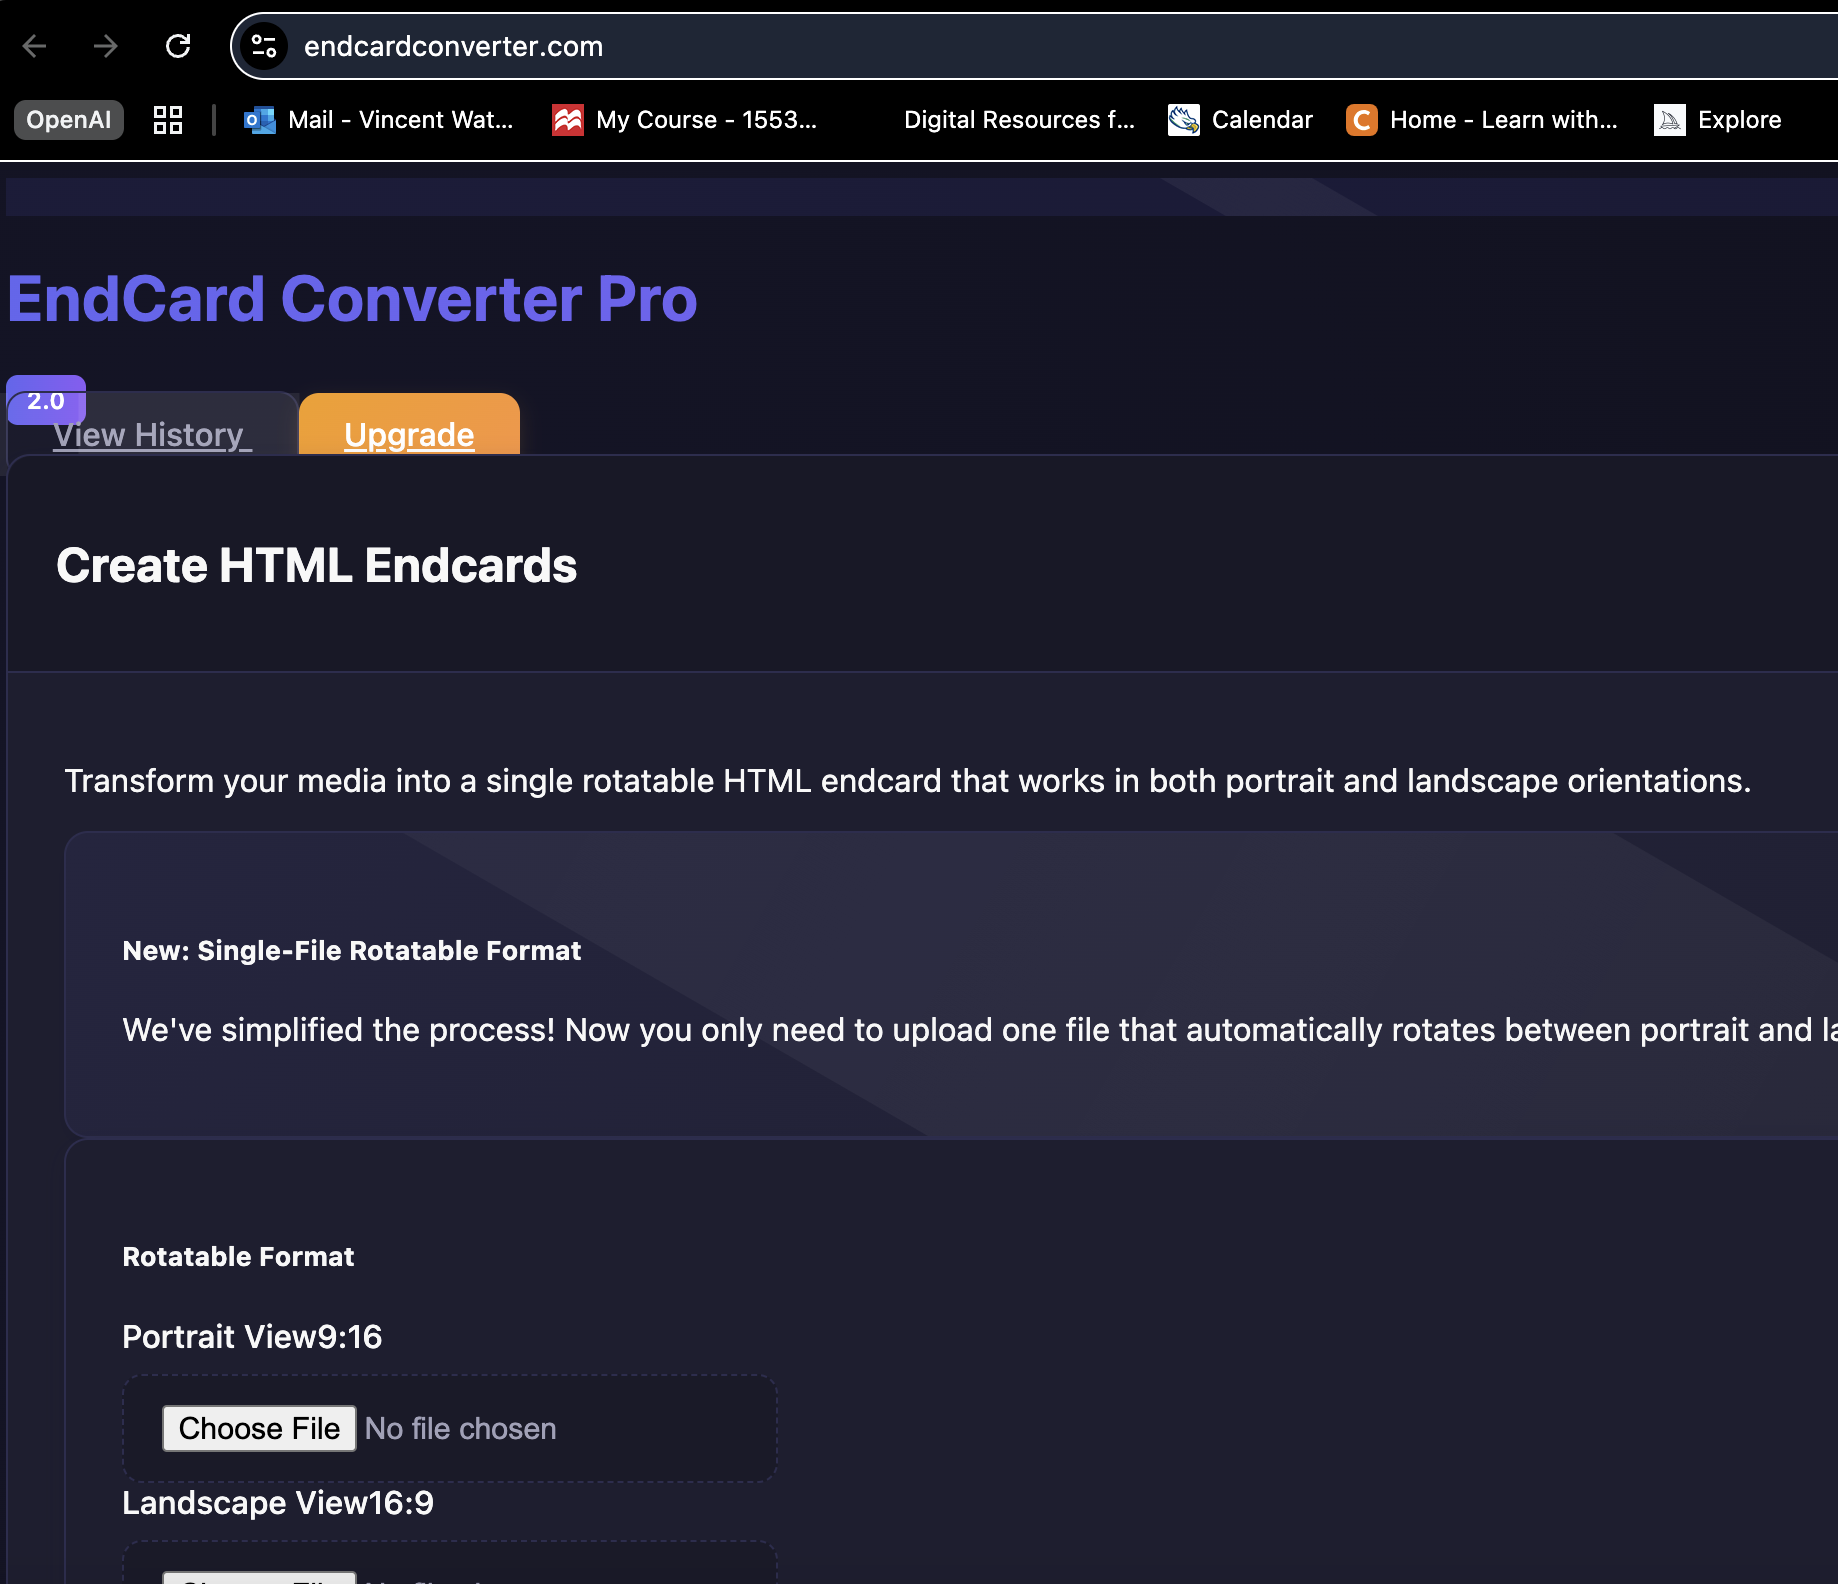 endcardconverter.com
OpenAI
Mail - Vincent Wat...
My Course - 1553...
Digital Resources f...
Calendar
Home - Learn with...
Explore
EndCard Converter Pro
2.0
View History
Upgrade
Create HTML Endcards
Transform your media into a single rotatable HTML endcard that works in both portrait and landscape orientations.
New: Single-File Rotatable Format
We've simplified the process! Now you only need to upload one file that automatically rotates between portrait and
Rotatable Format
Portrait View9:16
Choose File No file chosen
Landscape View16:9